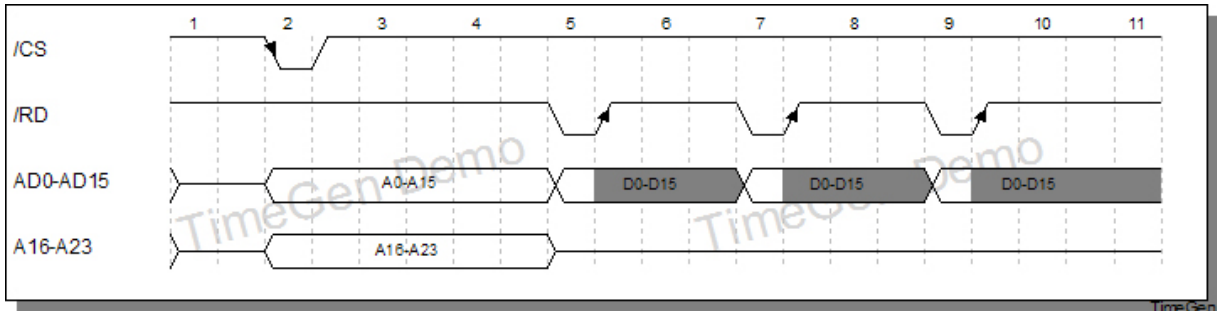 1 2 3 4 5 6 7 8 9 10 11
/CS
/RD
AD0-AD15 A0-A15 D0-D15 D0-D15 D0-D15
A16-A23 A16-A23
TimeGen Demo TimeGen Demo
TimeGen